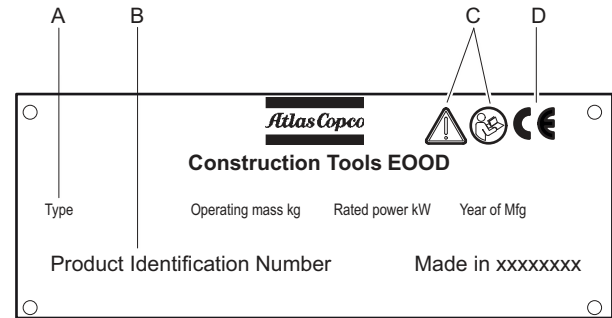 A B C D
Atlas Copco
CE
Construction Tools EOOD
Type Operating mass kg Rated power kW Year of Mfg
Product Identification Number Made in xxxxxxxx